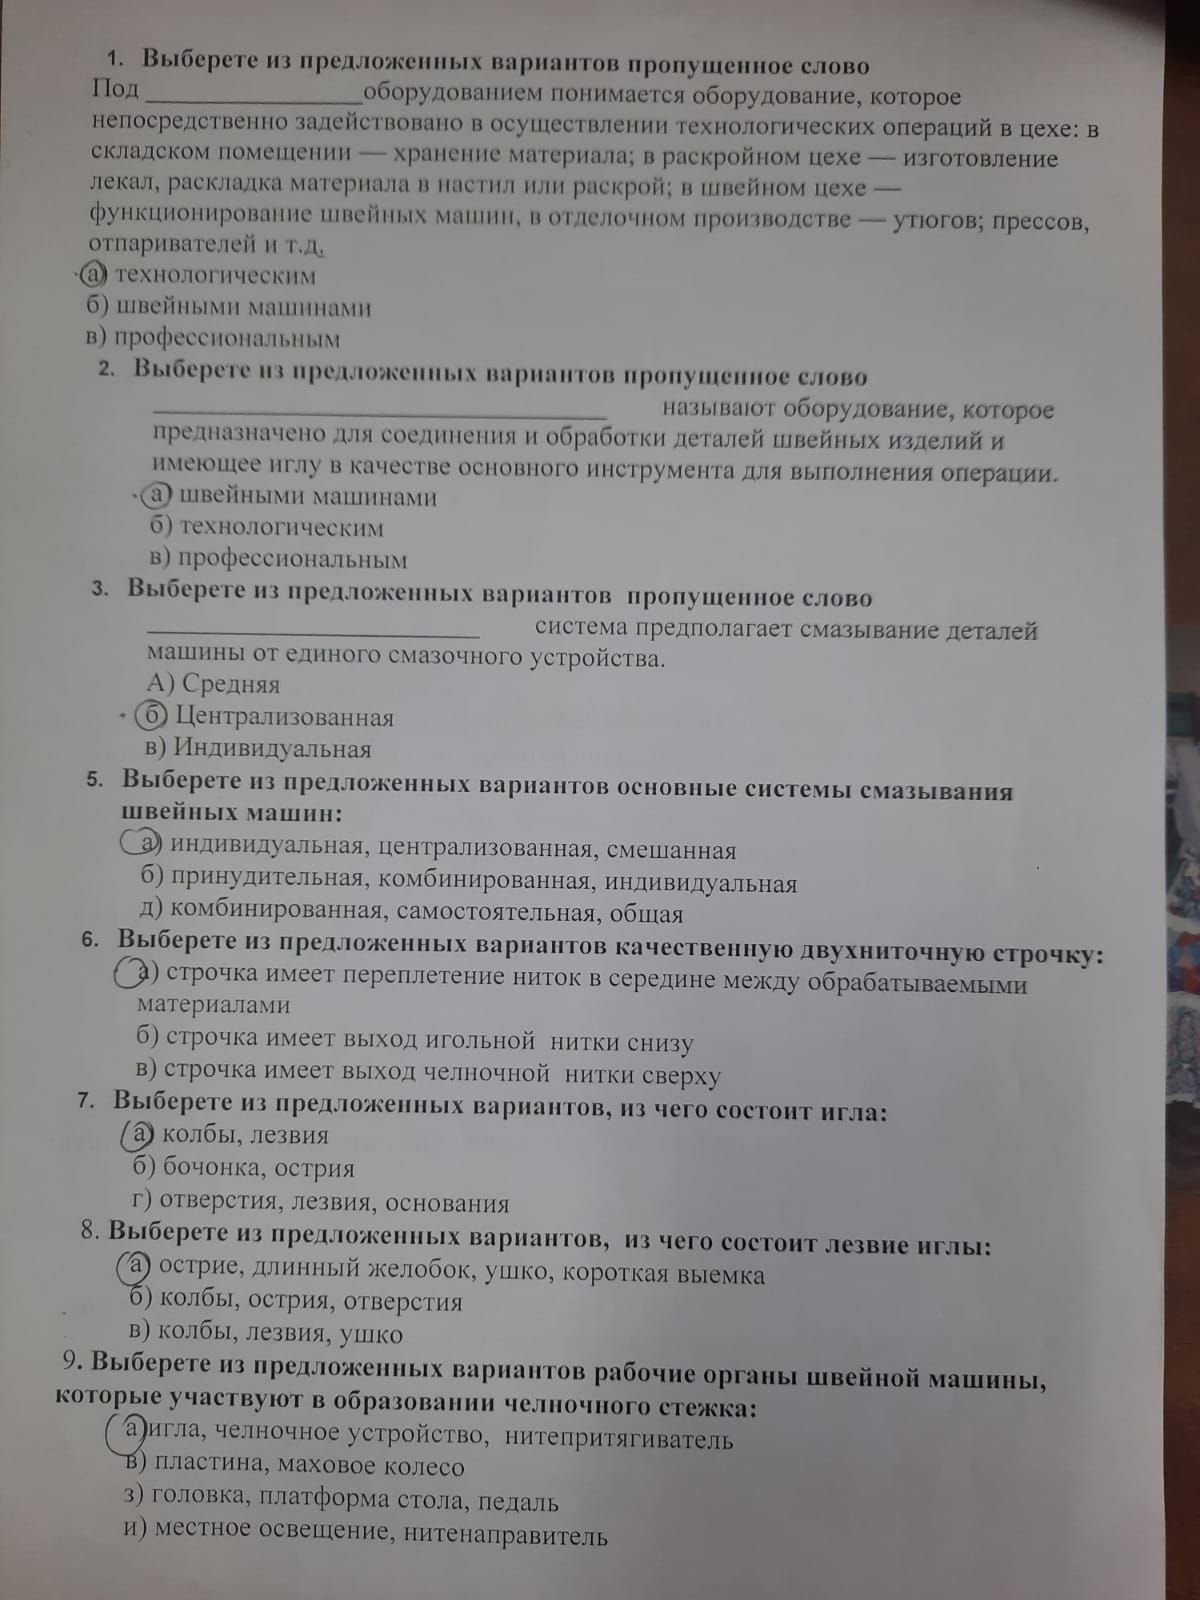 1. Выберете из предложенных вариантов пропущенное слово
Под ________________оборудованием понимается оборудование, которое
непосредственно задействовано в осуществлении технологических операций в цехе: в
складском помещении — хранение материала; в раскройном цехе — изготовление
лекал, раскладка материала в настил или раскрой; в швейном цехе —
функционирование швейных машин, в отделочном производстве — утюгов; прессов,
отпаривателей и т.д.
а) технологическим
б) швейными машинами
в) профессиональным
2. Выберете из предложенных вариантов пропущенное слово
__________________________________ называют оборудование, которое
предназначено для соединения и обработки деталей швейных изделий и
имеющее иглу в качестве основного инструмента для выполнения операции.
а) швейными машинами
б) технологическим
в) профессиональным
3. Выберете из предложенных вариантов пропущенное слово
_________________________ система предполагает смазывание деталей
машины от единого смазочного устройства.
А) Средняя
б) Централизованная
в) Индивидуальная
5. Выберете из предложенных вариантов основные системы смазывания
швейных машин:
а) индивидуальная, централизованная, смешанная
б) принудительная, комбинированная, индивидуальная
д) комбинированная, самостоятельная, общая
6. Выберете из предложенных вариантов качественную двухниточную строчку:
а) строчка имеет переплетение ниток в середине между обрабатываемыми
материалами
б) строчка имеет выход игольной нитки снизу
в) строчка имеет выход челночной нитки сверху
7. Выберете из предложенных вариантов, из чего состоит игла:
а) колбы, лезвия
б) бочонка, острия
г) отверстия, лезвия, основания
8. Выберете из предложенных вариантов, из чего состоит лезвие иглы:
а) острие, длинный желобок, ушко, короткая выемка
б) колбы, острия, отверстия
в) колбы, лезвия, ушко
9. Выберете из предложенных вариантов рабочие органы швейной машины,
которые участвуют в образовании челночного стежка:
а)игла, челночное устройство, нитепритягиватель
в) пластина, маховое колесо
з) головка, платформа стола, педаль
и) местное освещение, нитенаправитель